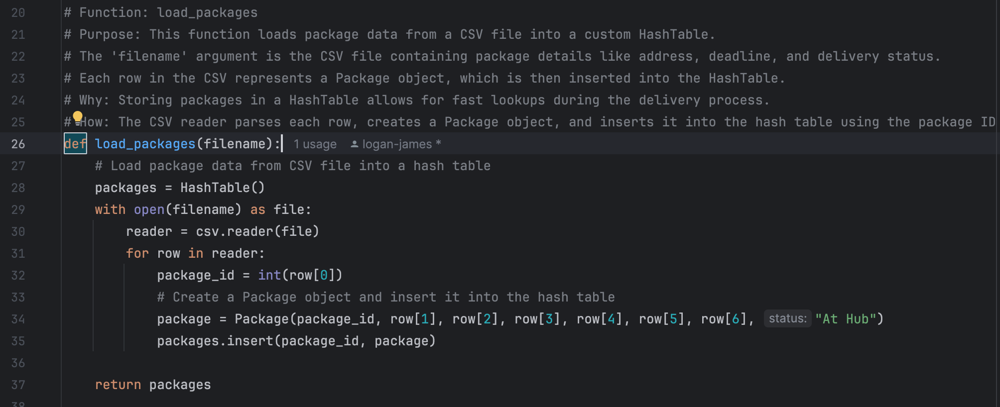 20 # Function: load_packages
21 # Purpose: This function loads package data from a CSV file into a custom HashTable.
22 # The 'filename' argument is the CSV file containing package details like address, deadline, and delivery status.
23 # Each row in the CSV represents a Package object, which is then inserted into the HashTable.
24 # Why: Storing packages in a HashTable allows for fast lookups during the delivery process.
25 # How: The CSV reader parses each row, creates a Package object, and inserts it into the hash table using the package ID
26 def load_packages(filename): 1 usage logan-james *
27     # Load package data from CSV file into a hash table
28     packages = HashTable()
29     with open(filename) as file:
30         reader = csv.reader(file)
31         for row in reader:
32             package_id = int(row[0])
33             # Create a Package object and insert it into the hash table
34             package = Package(package_id, row[1], row[2], row[3], row[4], row[5], row[6], status: "At Hub")
35             packages.insert(package_id, package)
36
37     return packages
38